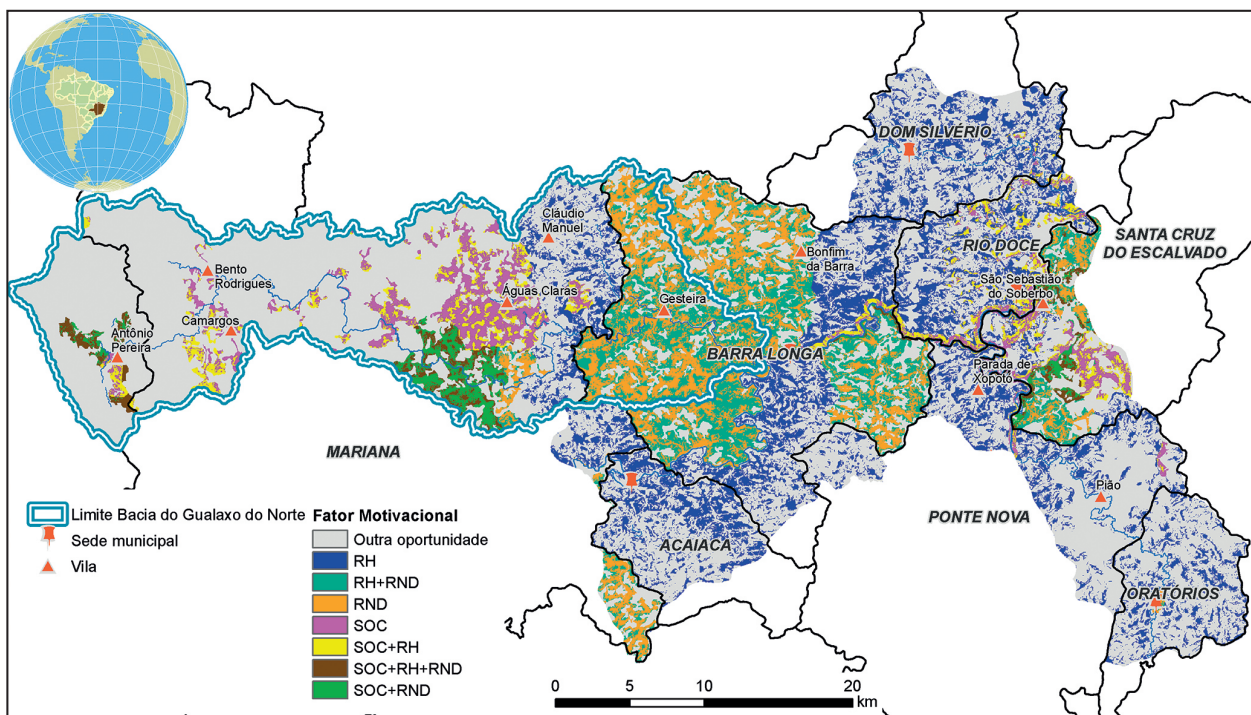 DOM SILVÉRIO
Cláudio
Manuel
SANTA CRUZ
DO ESCALVADO
RIO DOCE
Bonfim
da Barra
Bento
Rodrigues
São Sebastião
do Soberbo
Águas Claras
Gesteira
Camargos
Antônio
Pereira
BARRA LONGA
Parada de
Xopotó
MARIANA
Pião
PONTE NOVA
ACAIACA
ORATÓRIOS
Limite Bacia do Gualaxo do Norte
Sede municipal
Vila
Fator Motivacional
Outra oportunidade
RH
RH+RND
RND
SOC
SOC+RH
SOC+RH+RND
SOC+RND
0 5 10 20
km